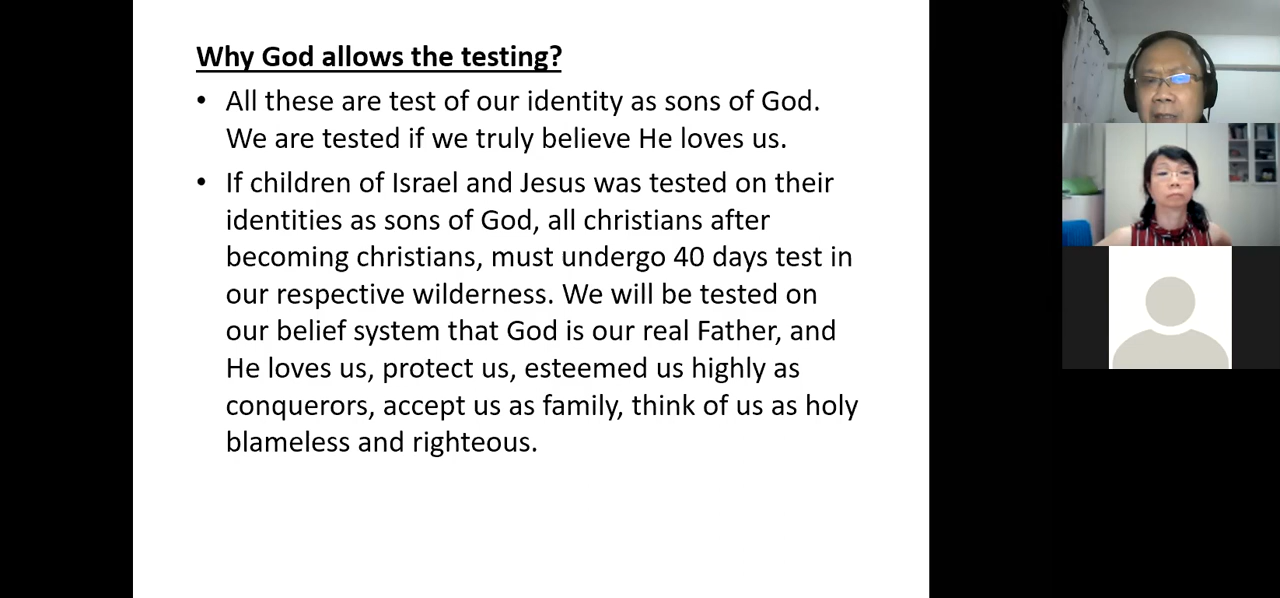 Why God allows the testing?
• All these are test of our identity as sons of God.
We are tested if we truly believe He loves us.
• If children of Israel and Jesus was tested on their
identities as sons of God, all christians after
becoming christians, must undergo 40 days test in
our respective wilderness. We will be tested on
our belief system that God is our real Father, and
He loves us, protect us, esteemed us highly as
conquerors, accept us as family, think of us as holy
blameless and righteous.